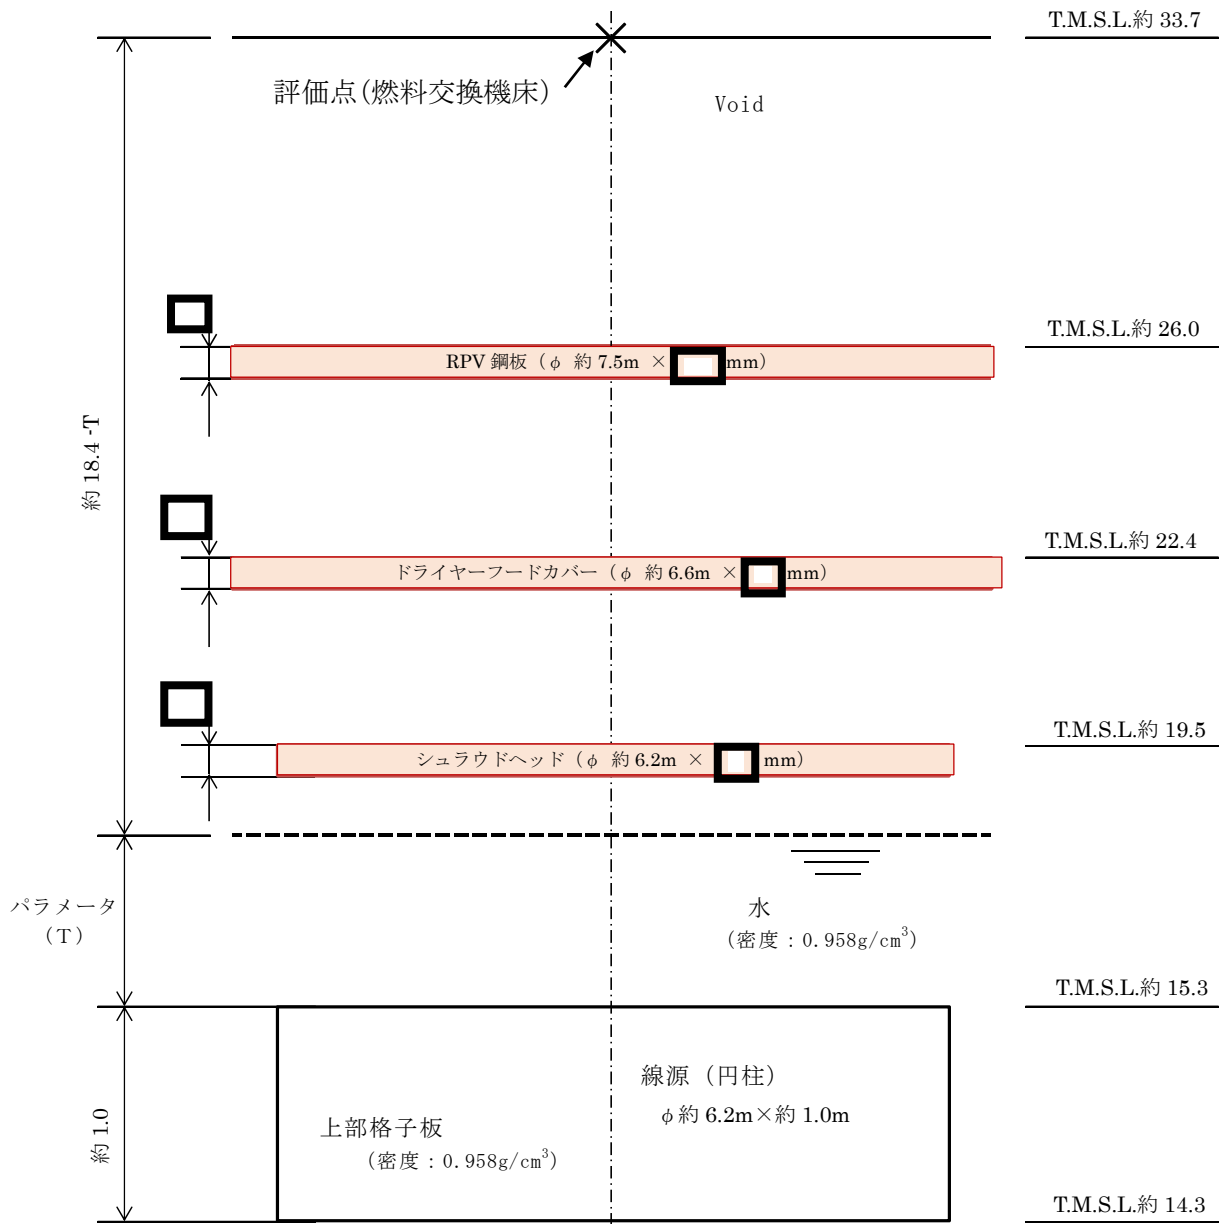 T.M.S.L.約 33.7
評価点(燃料交換機床)
Void
T.M.S.L.約 26.0
RPV 鋼板（φ 約 7.5m × mm）
約 18.4 -T
T.M.S.L.約 22.4
ドライヤーフードカバー（φ 約 6.6m × mm）
T.M.S.L.約 19.5
シュラウドヘッド（φ 約 6.2m × mm）
パラメータ
（T）
水
（密度：0.958g/cm³）
T.M.S.L.約 15.3
線源（円柱）
φ約 6.2m×約 1.0m
約 1.0
上部格子板
（密度：0.958g/cm³）
T.M.S.L.約 14.3